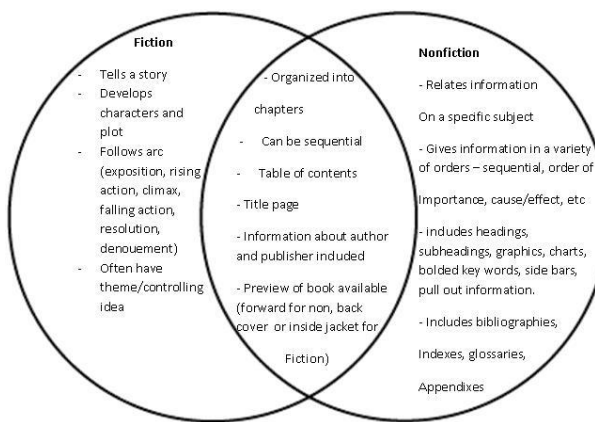 Fiction
- Tells a story
- Develops
characters and
plot
- Follows arc
(exposition, rising
action, climax,
falling action,
resolution,
denouement)
- Often have
theme/controlling
idea
- Organized into
chapters
- Can be sequential
- Table of contents
- Title page
- Information about author
and publisher included
- Preview of book available
(forward for non, back
cover or inside jacket for
Fiction)
Nonfiction
- Relates information
On a specific subject
- Gives information in a variety
of orders – sequential, order of
Importance, cause/effect, etc
- includes headings,
subheadings, graphics, charts,
bolded key words, side bars,
pull out information.
- Includes bibliographies,
Indexes, glossaries,
Appendixes